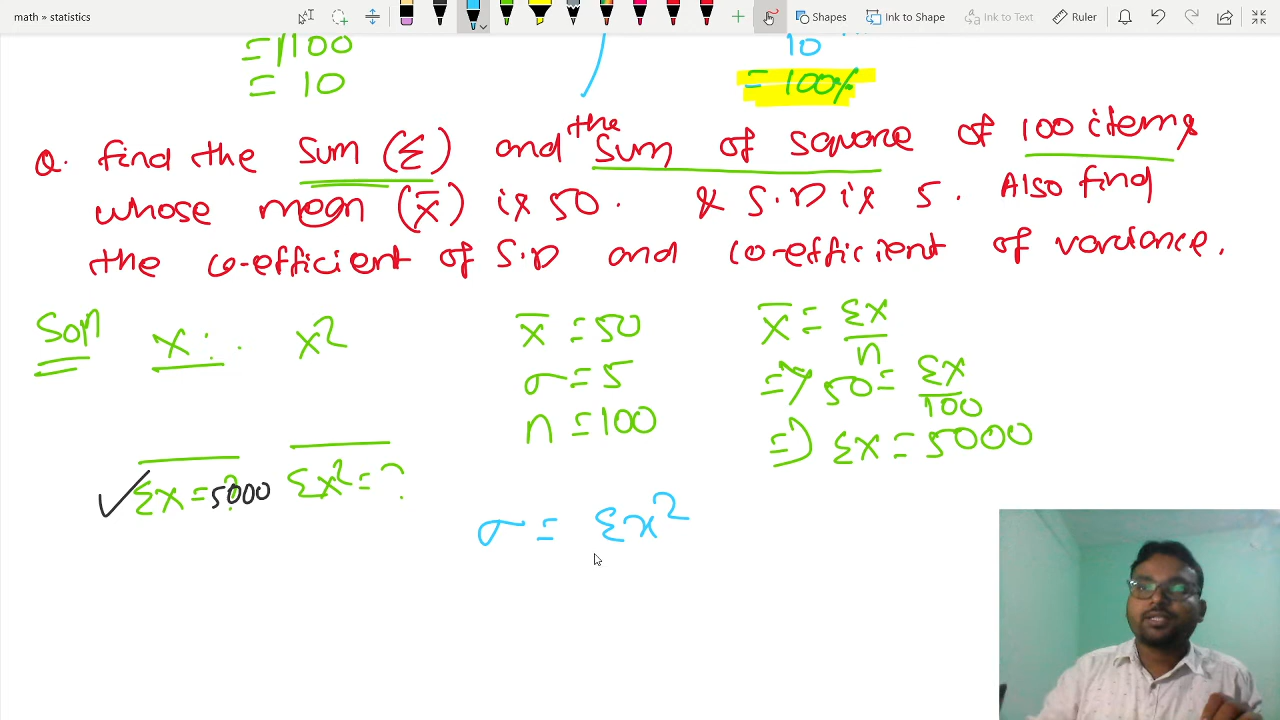 math » statistics
Shapes Ink to Shape Ink to Text Ruler
= √100
= 10
10
= 100%
Q. find the sum (Σ) and the sum of square of 100 items
whose mean (x̄) is 50. & S.D is 5. Also find
the co-efficient of S.D and co-efficient of variance.
Soln x : x²
x̄ = 50
σ = 5
n = 100
x̄ = Σx/n
=> 50 = Σx/100
=> Σx = 5000
✓ Σx = ? 5000 Σx² = ?
σ = Σx²